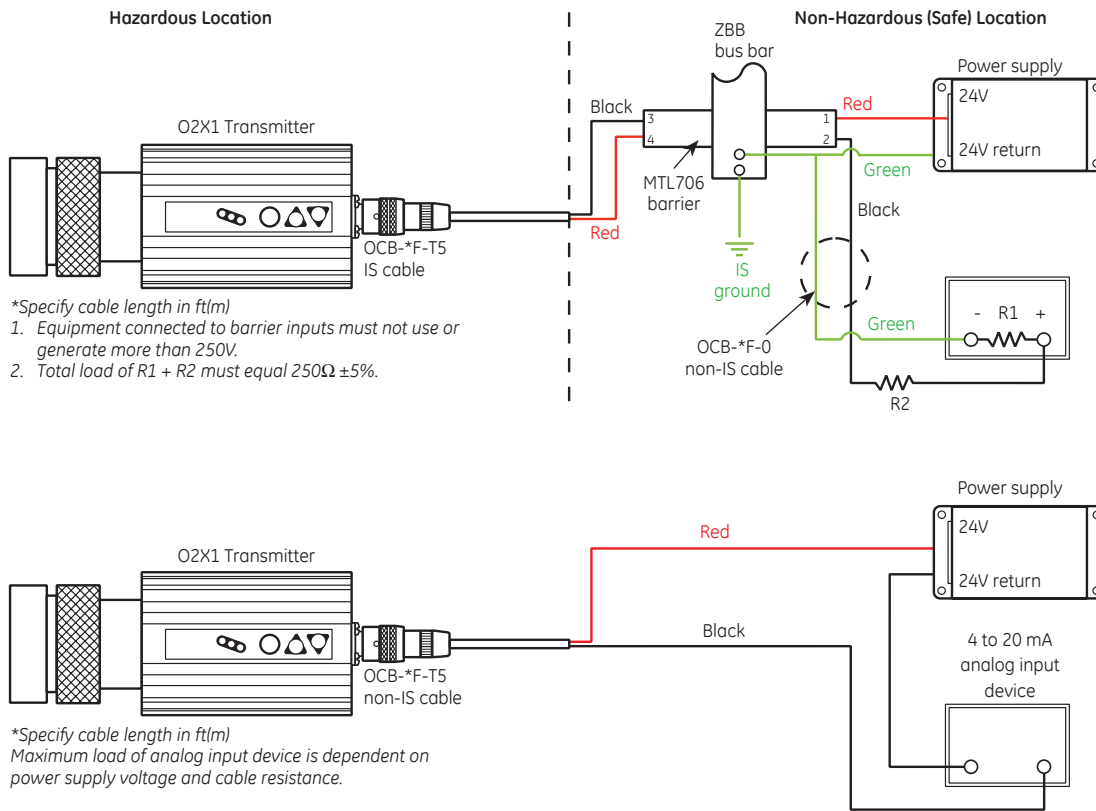 Hazardous Location
Non-Hazardous (Safe) Location
ZBB
bus bar
Power supply
24V
24V return
O2X1 Transmitter
Black
3
4
1
2
Red
Green
MTL706
barrier
Black
Red
OCB-*F-T5
IS cable
IS
ground
*Specify cable length in ft(m)
1. Equipment connected to barrier inputs must not use or
generate more than 250V.
2. Total load of R1 + R2 must equal 250Ω ±5%.
- R1 +
Green
OCB-*F-0
non-IS cable
R2
Power supply
24V
24V return
Red
O2X1 Transmitter
Black
OCB-*F-T5
non-IS cable
4 to 20 mA
analog input
device
*Specify cable length in ft(m)
Maximum load of analog input device is dependent on
power supply voltage and cable resistance.